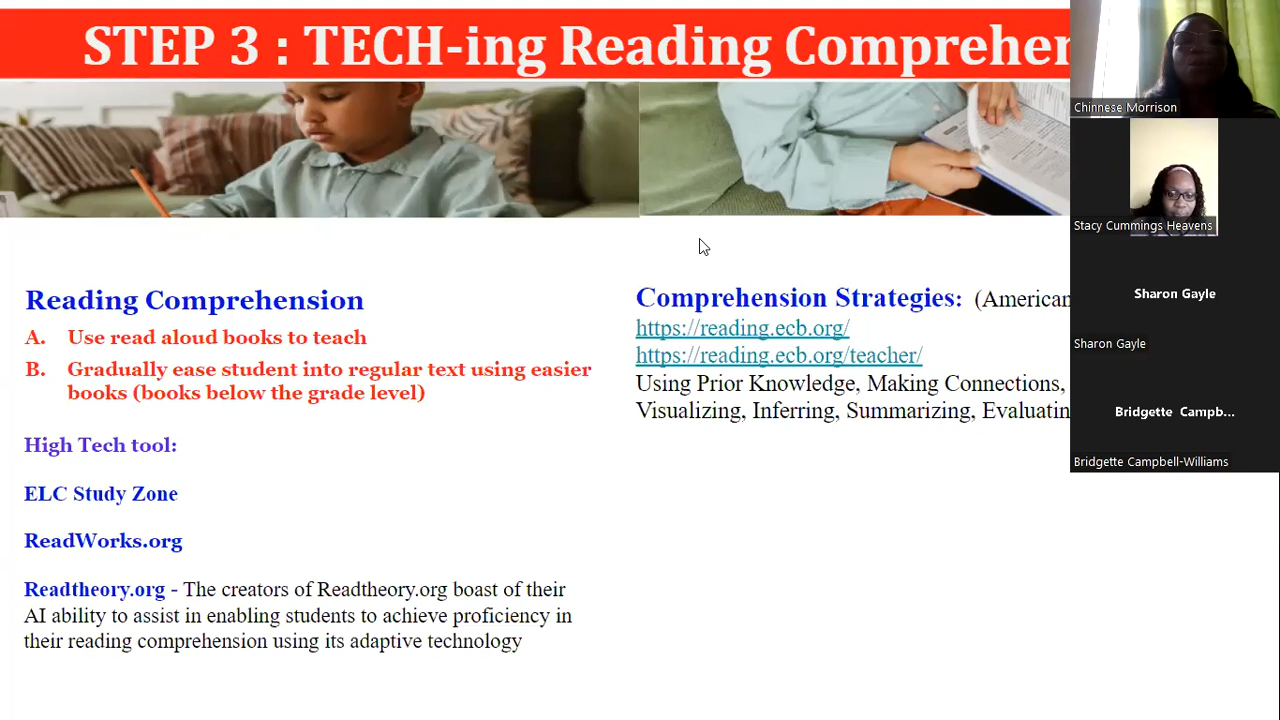 STEP 3 : TECH-ing Reading Comprehen
Reading Comprehension
A. Use read aloud books to teach
B. Gradually ease student into regular text using easier
books (books below the grade level)
High Tech tool:
ELC Study Zone
ReadWorks.org
Readtheory.org - The creators of Readtheory.org boast of their
AI ability to assist in enabling students to achieve proficiency in
their reading comprehension using its adaptive technology
Comprehension Strategies: (American
https://reading.ecb.org/
https://reading.ecb.org/teacher/
Using Prior Knowledge, Making Connections,
Visualizing, Inferring, Summarizing, Evaluatin
Chinnese Morrison
Stacy Cummings Heavens
Sharon Gayle
Sharon Gayle
Bridgette Campb...
Bridgette Campbell-Williams